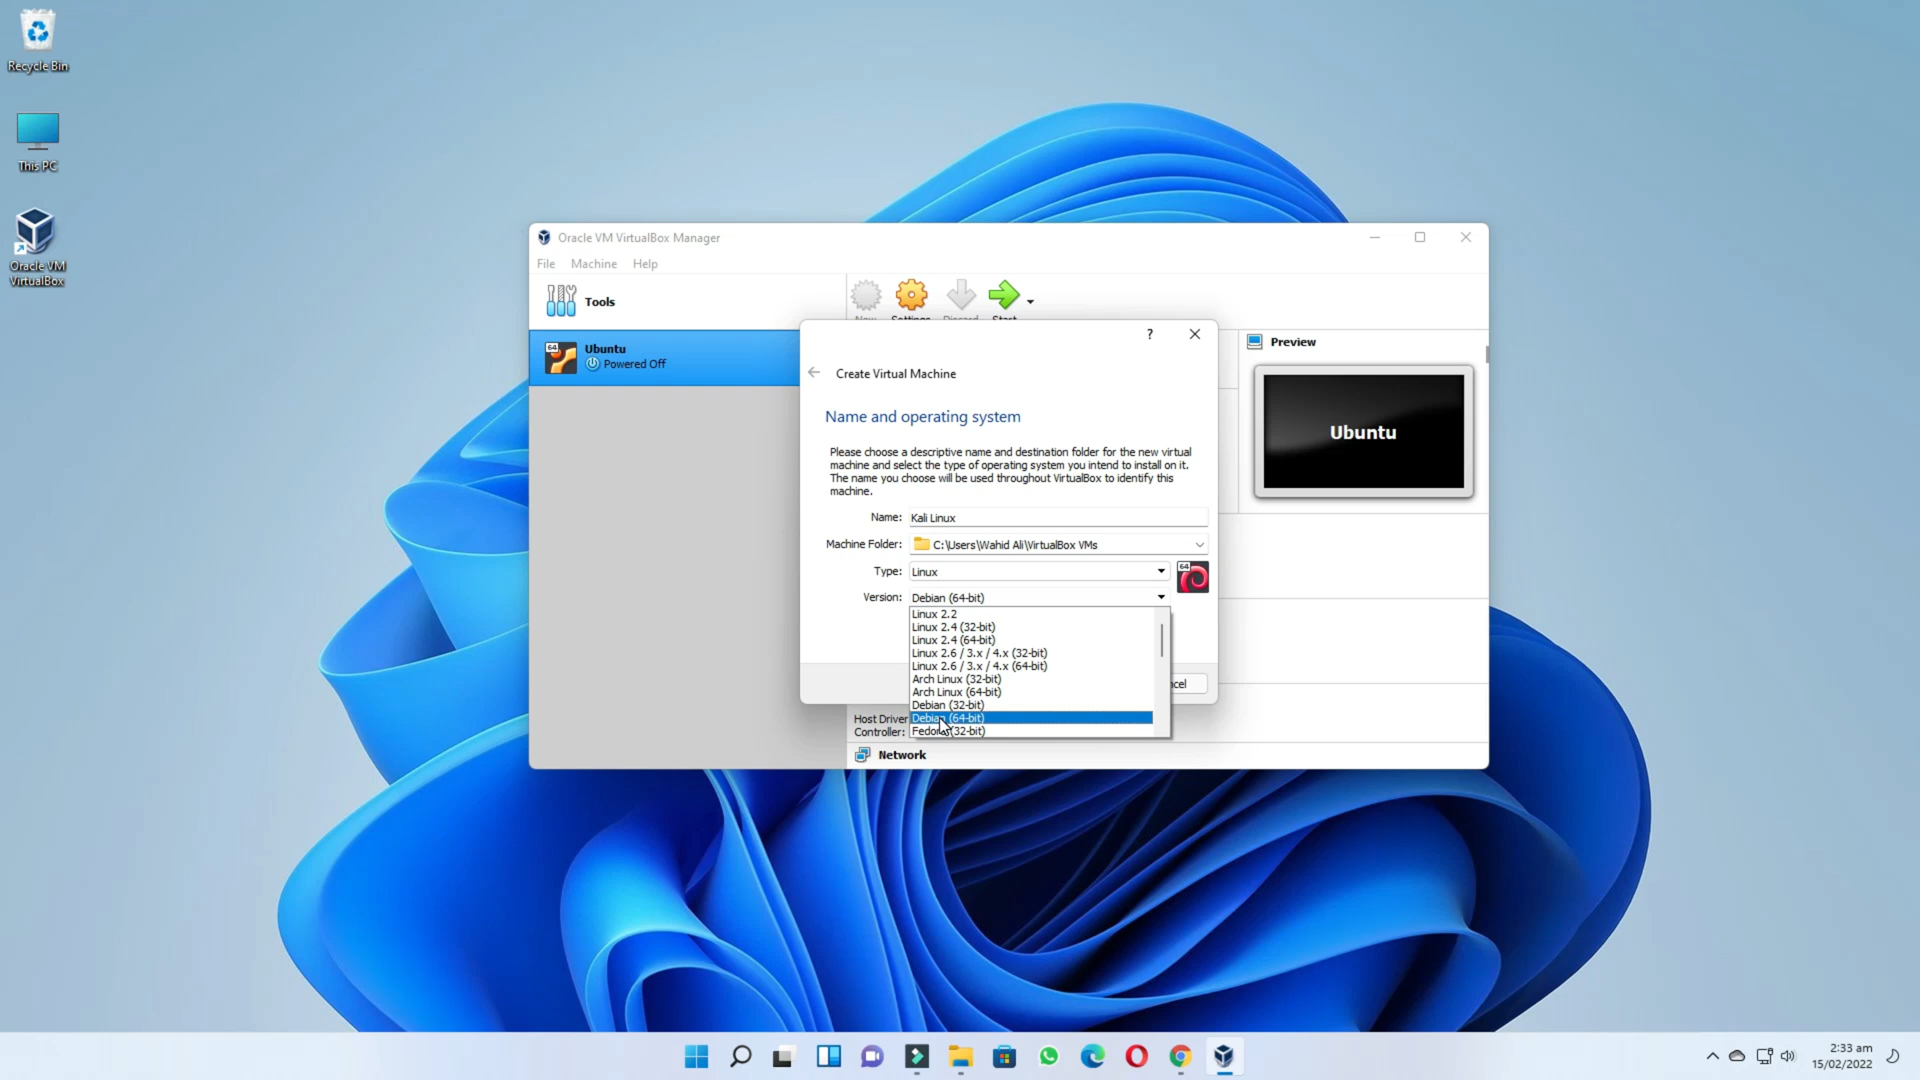 Recycle Bin
This PC
Oracle VM
VirtualBox
Oracle VM VirtualBox Manager
File Machine Help
Tools
New Settings Discard Start
64
Ubuntu
Powered Off
Preview
Ubuntu
?
Create Virtual Machine
Name and operating system
Please choose a descriptive name and destination folder for the new virtual
machine and select the type of operating system you intend to install on it.
The name you choose will be used throughout VirtualBox to identify this
machine.
Name: Kali Linux
Machine Folder: C:\Users\Wahid Ali\VirtualBox VMs
Type: Linux
64
Version: Debian (64-bit)
Linux 2.2
Linux 2.4 (32-bit)
Linux 2.4 (64-bit)
Linux 2.6 / 3.x / 4.x (32-bit)
Linux 2.6 / 3.x / 4.x (64-bit)
Arch Linux (32-bit)
Arch Linux (64-bit)
Debian (32-bit)
Debian (64-bit)
Fedora (32-bit)
ncel
Host Driver
Controller:
Network
2:33 am
15/02/2022